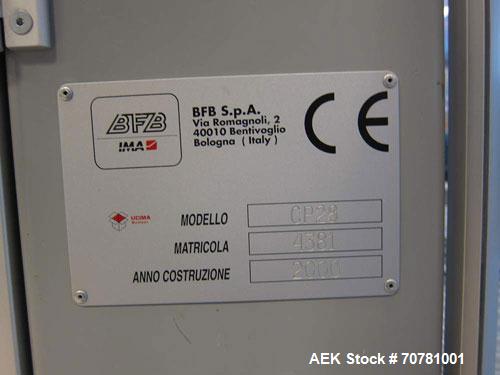 BFB
IMA
BFB S.p.A.
Via Romagnoli, 2
40010 Bentivoglio
Bologna ( Italy )
CE
UCIMA
MODELLO CP28
MATRICOLA 4381
ANNO COSTRUZIONE 2000
AEK Stock # 70781001